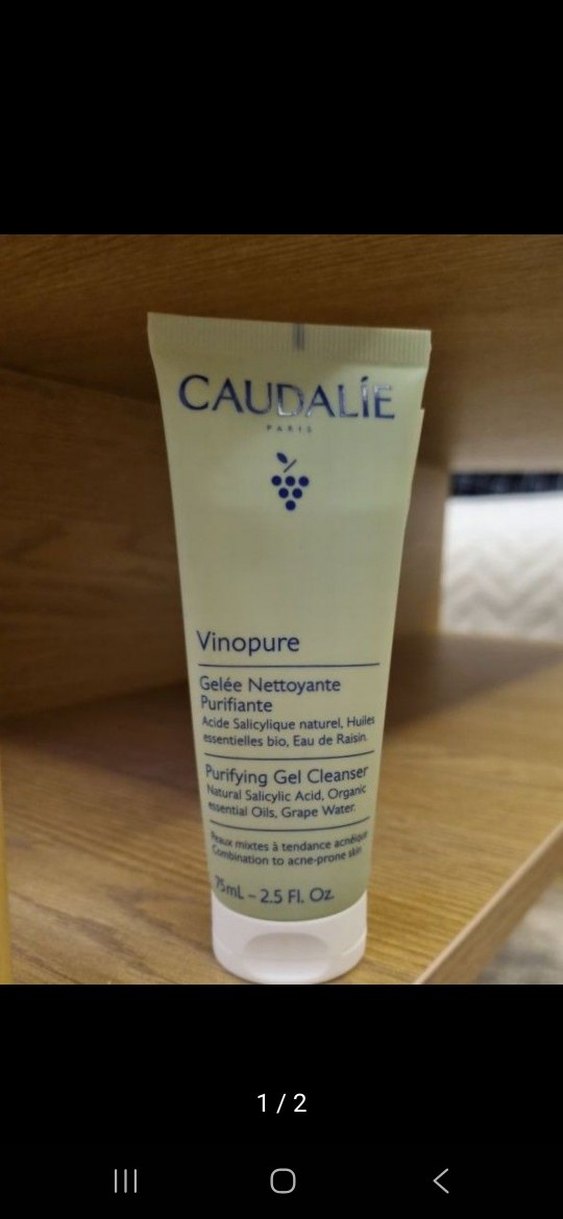 CAUDALÍE
PARIS
Vinopure
Gelée Nettoyante
Purifiante
Acide Salicylique naturel, Huiles
essentielles bio, Eau de Raisin.
Purifying Gel Cleanser
Natural Salicylic Acid, Organic
essential Oils, Grape Water.
Peaux mixtes à tendance acnéique
Combination to acne-prone skin
75mL – 2.5 Fl. Oz.
1 / 2